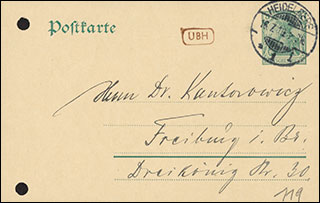 Postkarte
UBH
HEIDELBERG
Herrn Dr. Kantorowicz
Freiburg i. Br.
Dreikönig Str. 30
119